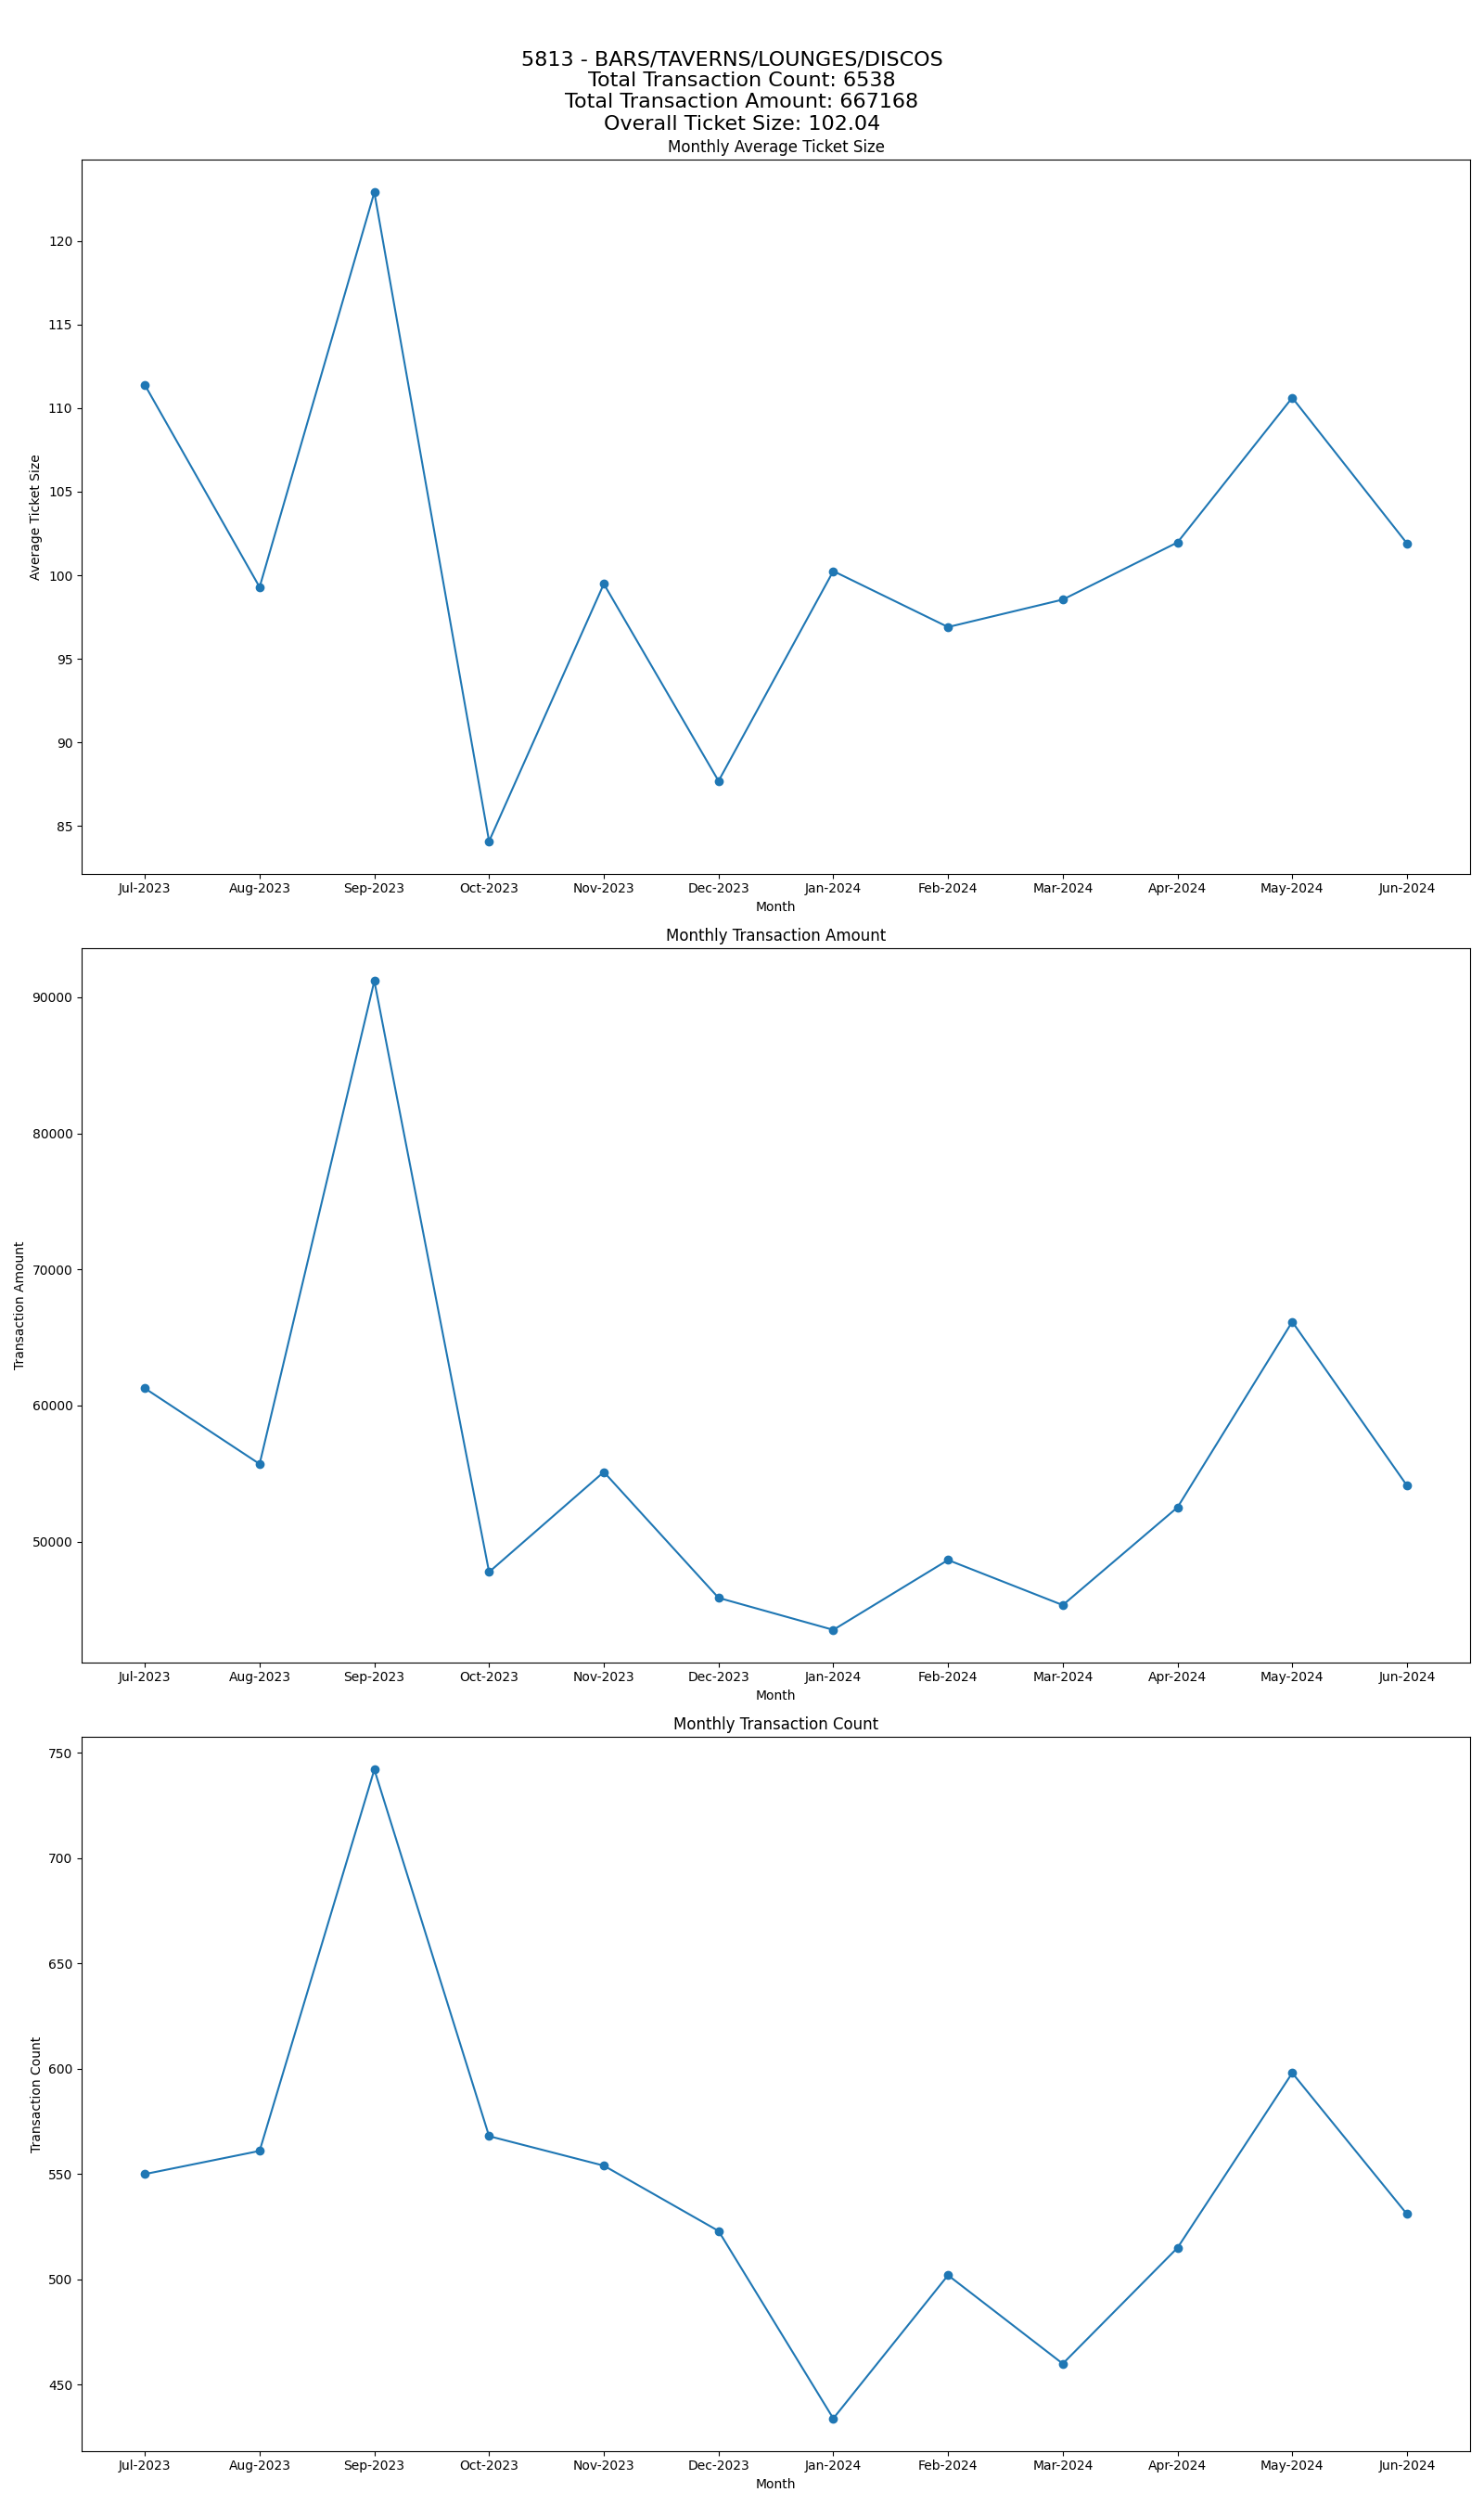 5813 - BARS/TAVERNS/LOUNGES/DISCOS
Total Transaction Count: 6538
Total Transaction Amount: 667168
Overall Ticket Size: 102.04
Monthly Average Ticket Size
Average Ticket Size
120
115
110
105
100
95
90
85
Jul-2023 Aug-2023 Sep-2023 Oct-2023 Nov-2023 Dec-2023 Jan-2024 Feb-2024 Mar-2024 Apr-2024 May-2024 Jun-2024
Month
Monthly Transaction Amount
Transaction Amount
90000
80000
70000
60000
50000
Jul-2023 Aug-2023 Sep-2023 Oct-2023 Nov-2023 Dec-2023 Jan-2024 Feb-2024 Mar-2024 Apr-2024 May-2024 Jun-2024
Month
Monthly Transaction Count
Transaction Count
750
700
650
600
550
500
450
Jul-2023 Aug-2023 Sep-2023 Oct-2023 Nov-2023 Dec-2023 Jan-2024 Feb-2024 Mar-2024 Apr-2024 May-2024 Jun-2024
Month